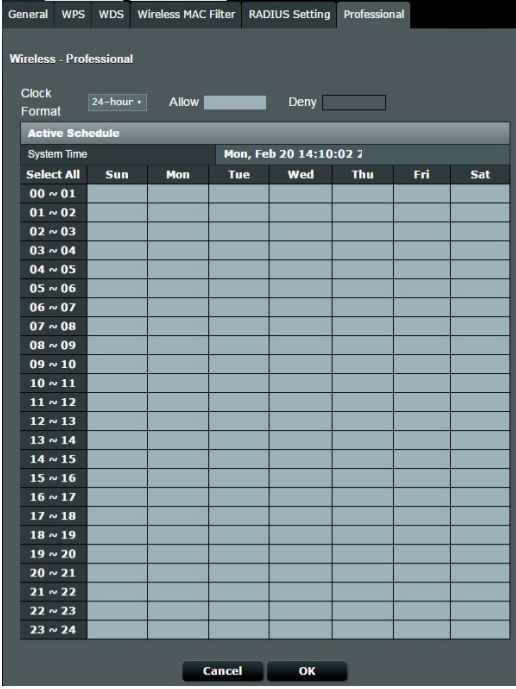 General WPS WDS Wireless MAC Filter RADIUS Setting Professional
Wireless - Professional
Clock Format 24-hour Allow Deny
Active Schedule
System Time Mon, Feb 20 14:10:02 2
Select All Sun Mon Tue Wed Thu Fri Sat
00 ~ 01
01 ~ 02
02 ~ 03
03 ~ 04
04 ~ 05
05 ~ 06
06 ~ 07
07 ~ 08
08 ~ 09
09 ~ 10
10 ~ 11
11 ~ 12
12 ~ 13
13 ~ 14
14 ~ 15
15 ~ 16
16 ~ 17
17 ~ 18
18 ~ 19
19 ~ 20
20 ~ 21
21 ~ 22
22 ~ 23
23 ~ 24
Cancel OK